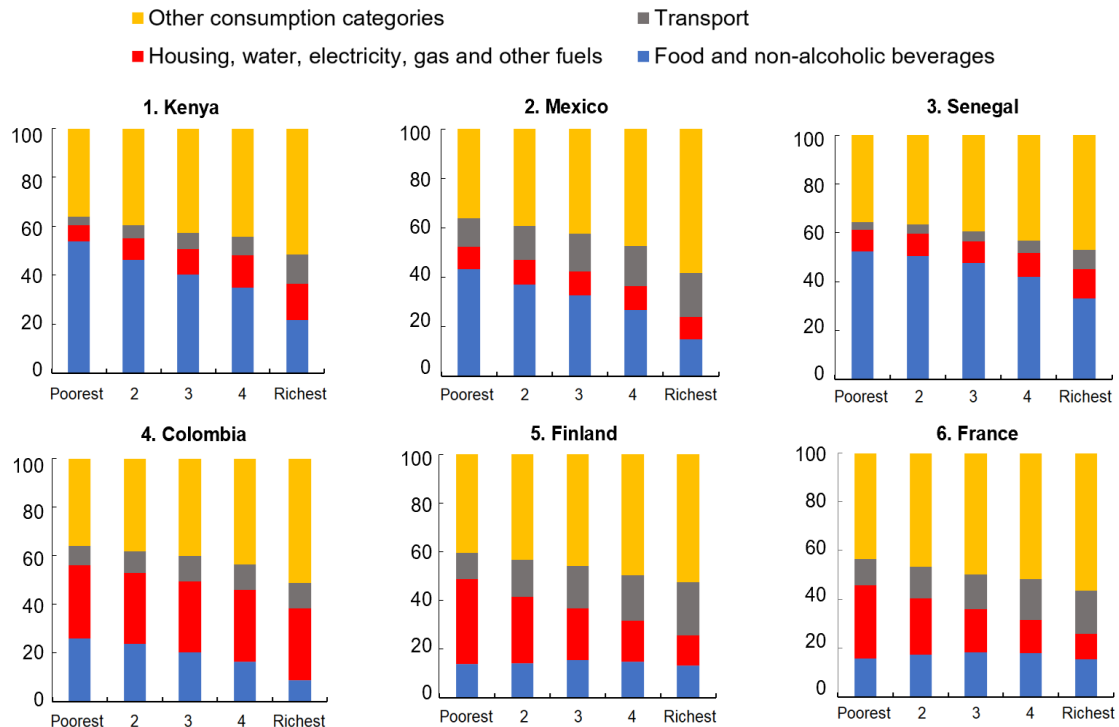 Other consumption categories
Transport
Housing, water, electricity, gas and other fuels
Food and non-alcoholic beverages
1. Kenya
100
80
60
40
20
0
Poorest 2 3 4 Richest
2. Mexico
100
80
60
40
20
0
Poorest 2 3 4 Richest
3. Senegal
100
80
60
40
20
0
Poorest 2 3 4 Richest
4. Colombia
100
80
60
40
20
0
Poorest 2 3 4 Richest
5. Finland
100
80
60
40
20
0
Poorest 2 3 4 Richest
6. France
100
80
60
40
20
0
Poorest 2 3 4 Richest